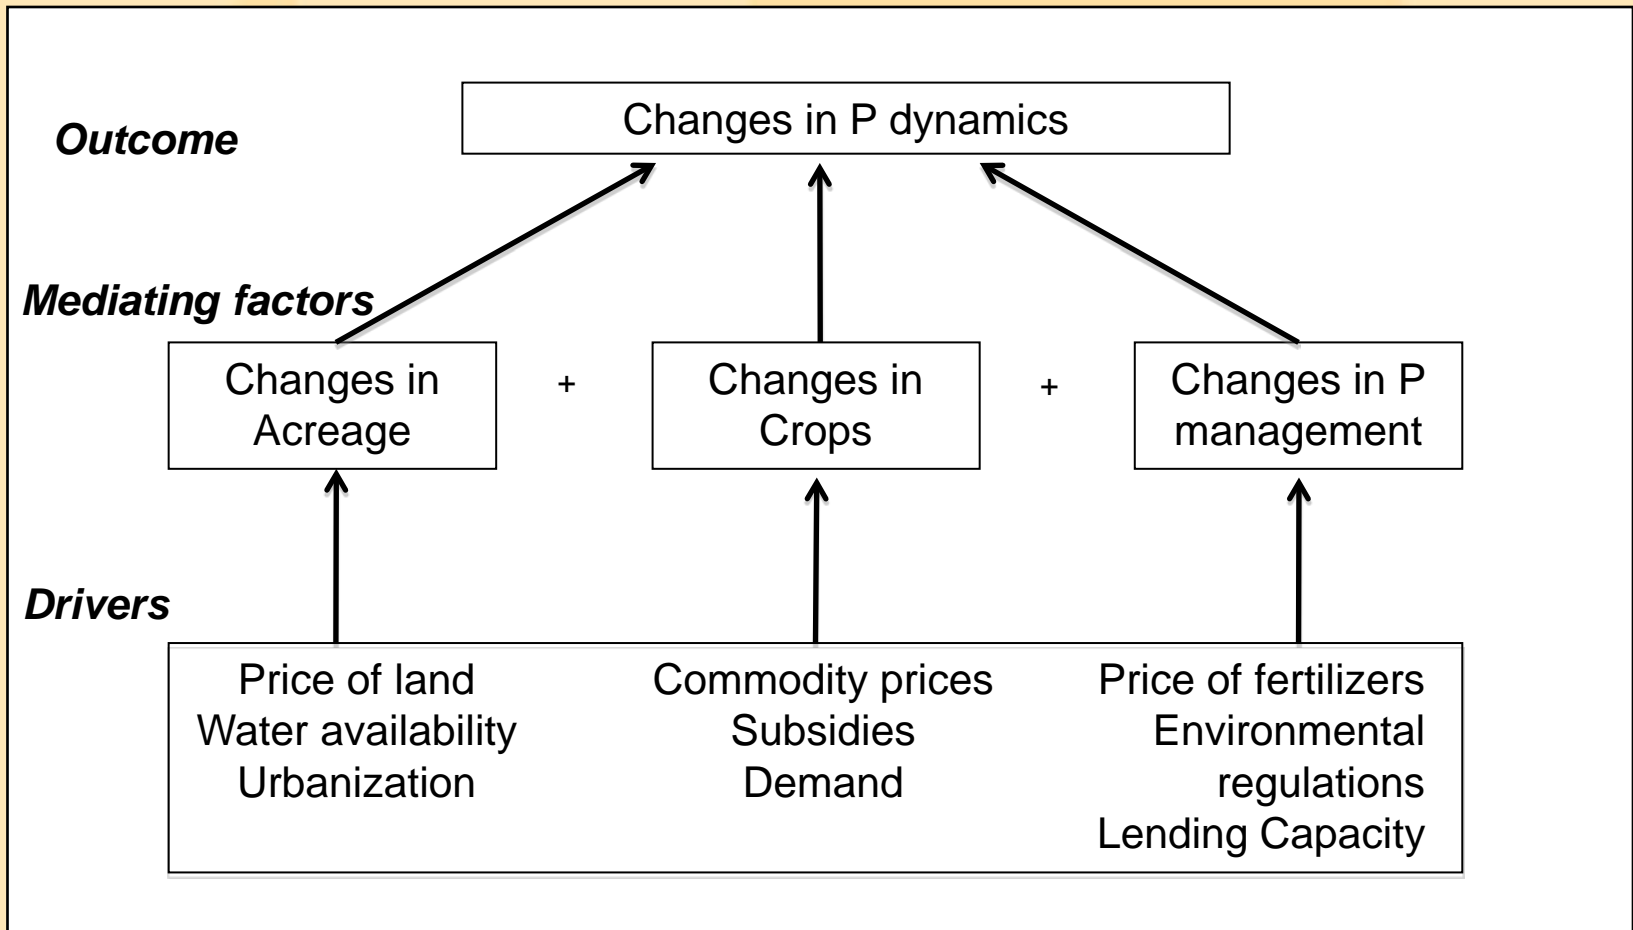 Outcome
Changes in P dynamics
Mediating factors
Changes in
Acreage
+
Changes in
Crops
+
Changes in P
management
Drivers
Price of land
Water availability
Urbanization
Commodity prices
Subsidies
Demand
Price of fertilizers
Environmental
regulations
Lending Capacity